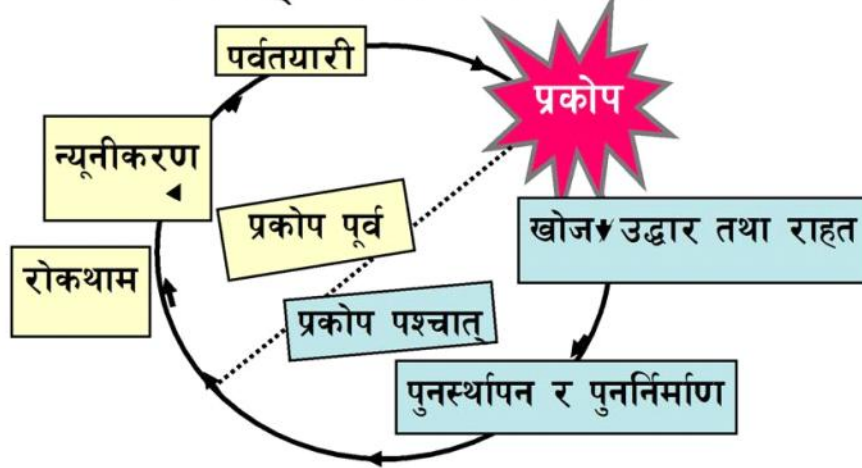 पर्वतयारी
प्रकोप
न्यूनीकरण
प्रकोप पूर्व
खोज उद्धार तथा राहत
रोकथाम
प्रकोप पश्चात्
पुनर्स्थापन र पुनर्निर्माण